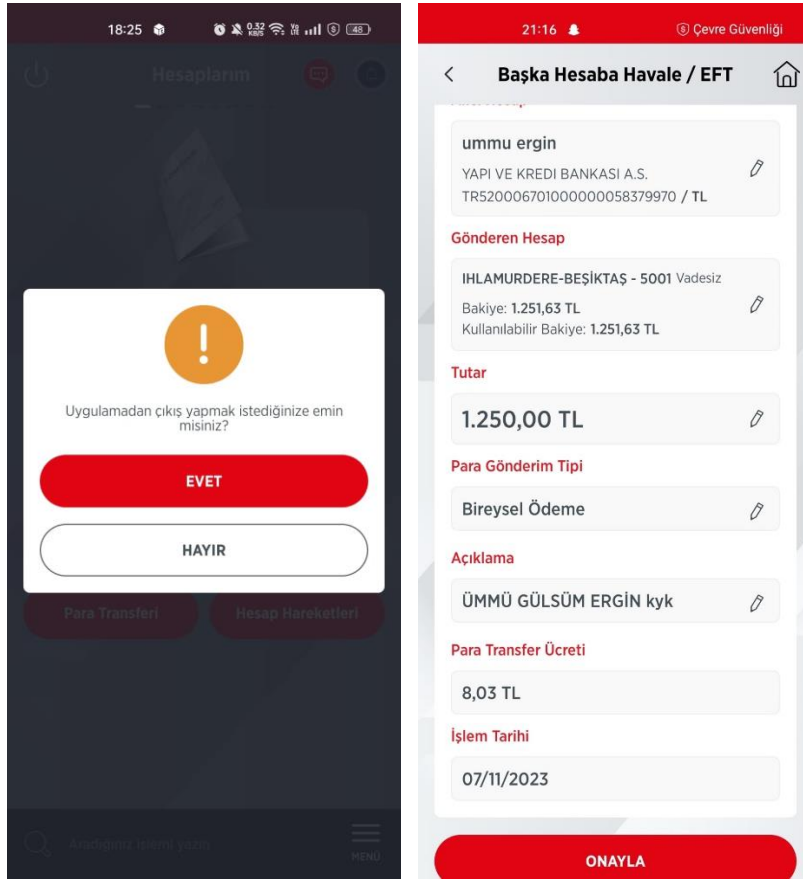 18:25
0.32
KB/S
48
Hesaplarım
Uygulamadan çıkış yapmak istediğinize emin
misiniz?
EVET
HAYIR
Para Transferi
Hesap Hareketleri
Aradığınız işlemi yazın
MENÜ
21:16
Çevre Güvenliği
Başka Hesaba Havale / EFT
ummu ergin
YAPI VE KREDI BANKASI A.S.
TR520006701000000058379970 / TL
Gönderen Hesap
IHLAMURDERE-BEŞİKTAŞ - 5001 Vadesiz
Bakiye: 1.251,63 TL
Kullanılabilir Bakiye: 1.251,63 TL
Tutar
1.250,00 TL
Para Gönderim Tipi
Bireysel Ödeme
Açıklama
ÜMMÜ GÜLSÜM ERGİN kyk
Para Transfer Ücreti
8,03 TL
İşlem Tarihi
07/11/2023
ONAYLA